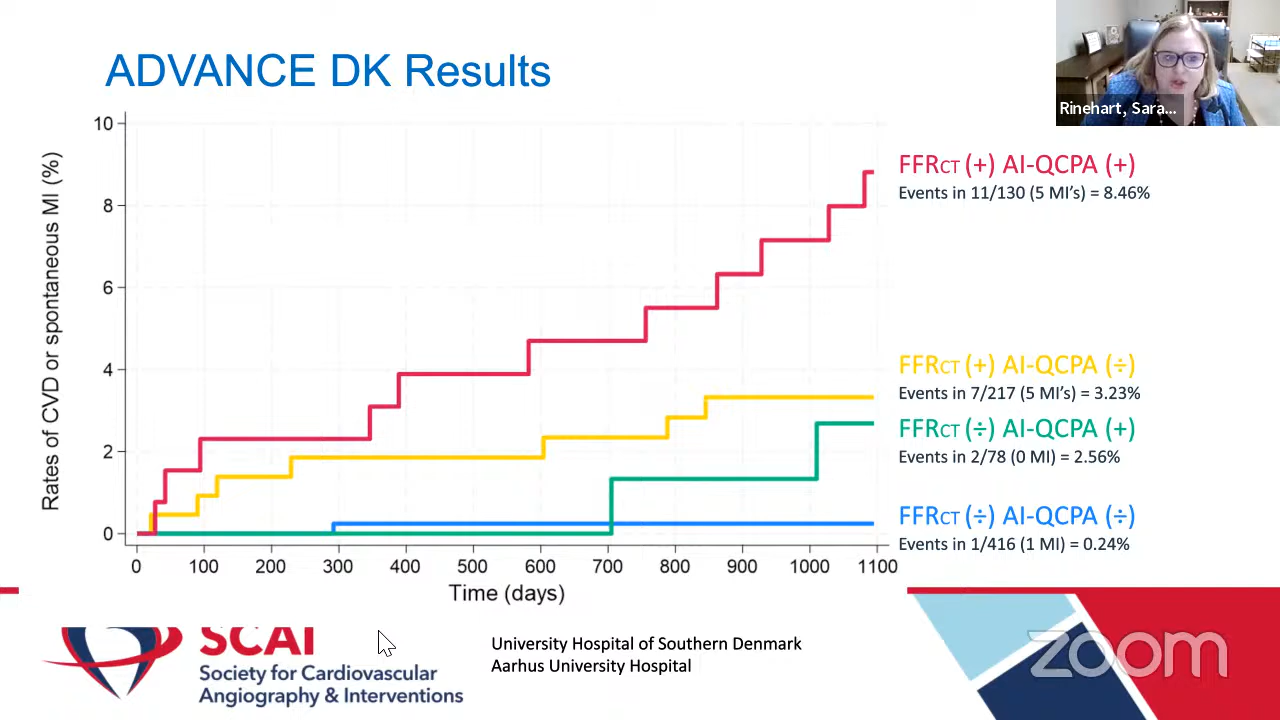 ADVANCE DK Results
Rinehart, Sara...
Rates of CVD or spontaneous MI (%)
10
8
6
4
2
0
0 100 200 300 400 500 600 700 800 900 1000 1100
Time (days)
FFRCT (+) AI-QCPA (+)
Events in 11/130 (5 MI's) = 8.46%
FFRCT (+) AI-QCPA (÷)
Events in 7/217 (5 MI's) = 3.23%
FFRCT (÷) AI-QCPA (+)
Events in 2/78 (0 MI) = 2.56%
FFRCT (÷) AI-QCPA (÷)
Events in 1/416 (1 MI) = 0.24%
SCAI
Society for Cardiovascular
Angiography & Interventions
University Hospital of Southern Denmark
Aarhus University Hospital
zoom